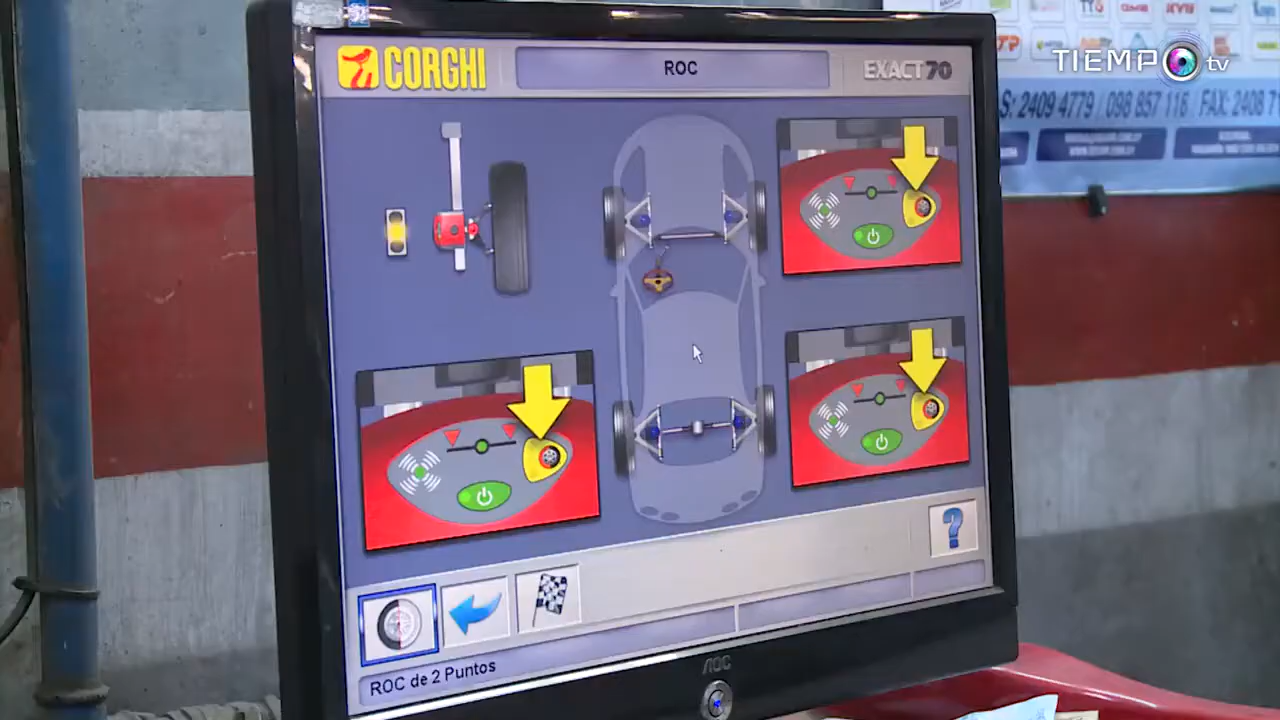 CORGHI
ROC
EXACT70
TIEMPO tv
S: 2409 4779 / 098 857 116 / FAX: 2408 7
ROC de 2 Puntos
AOC